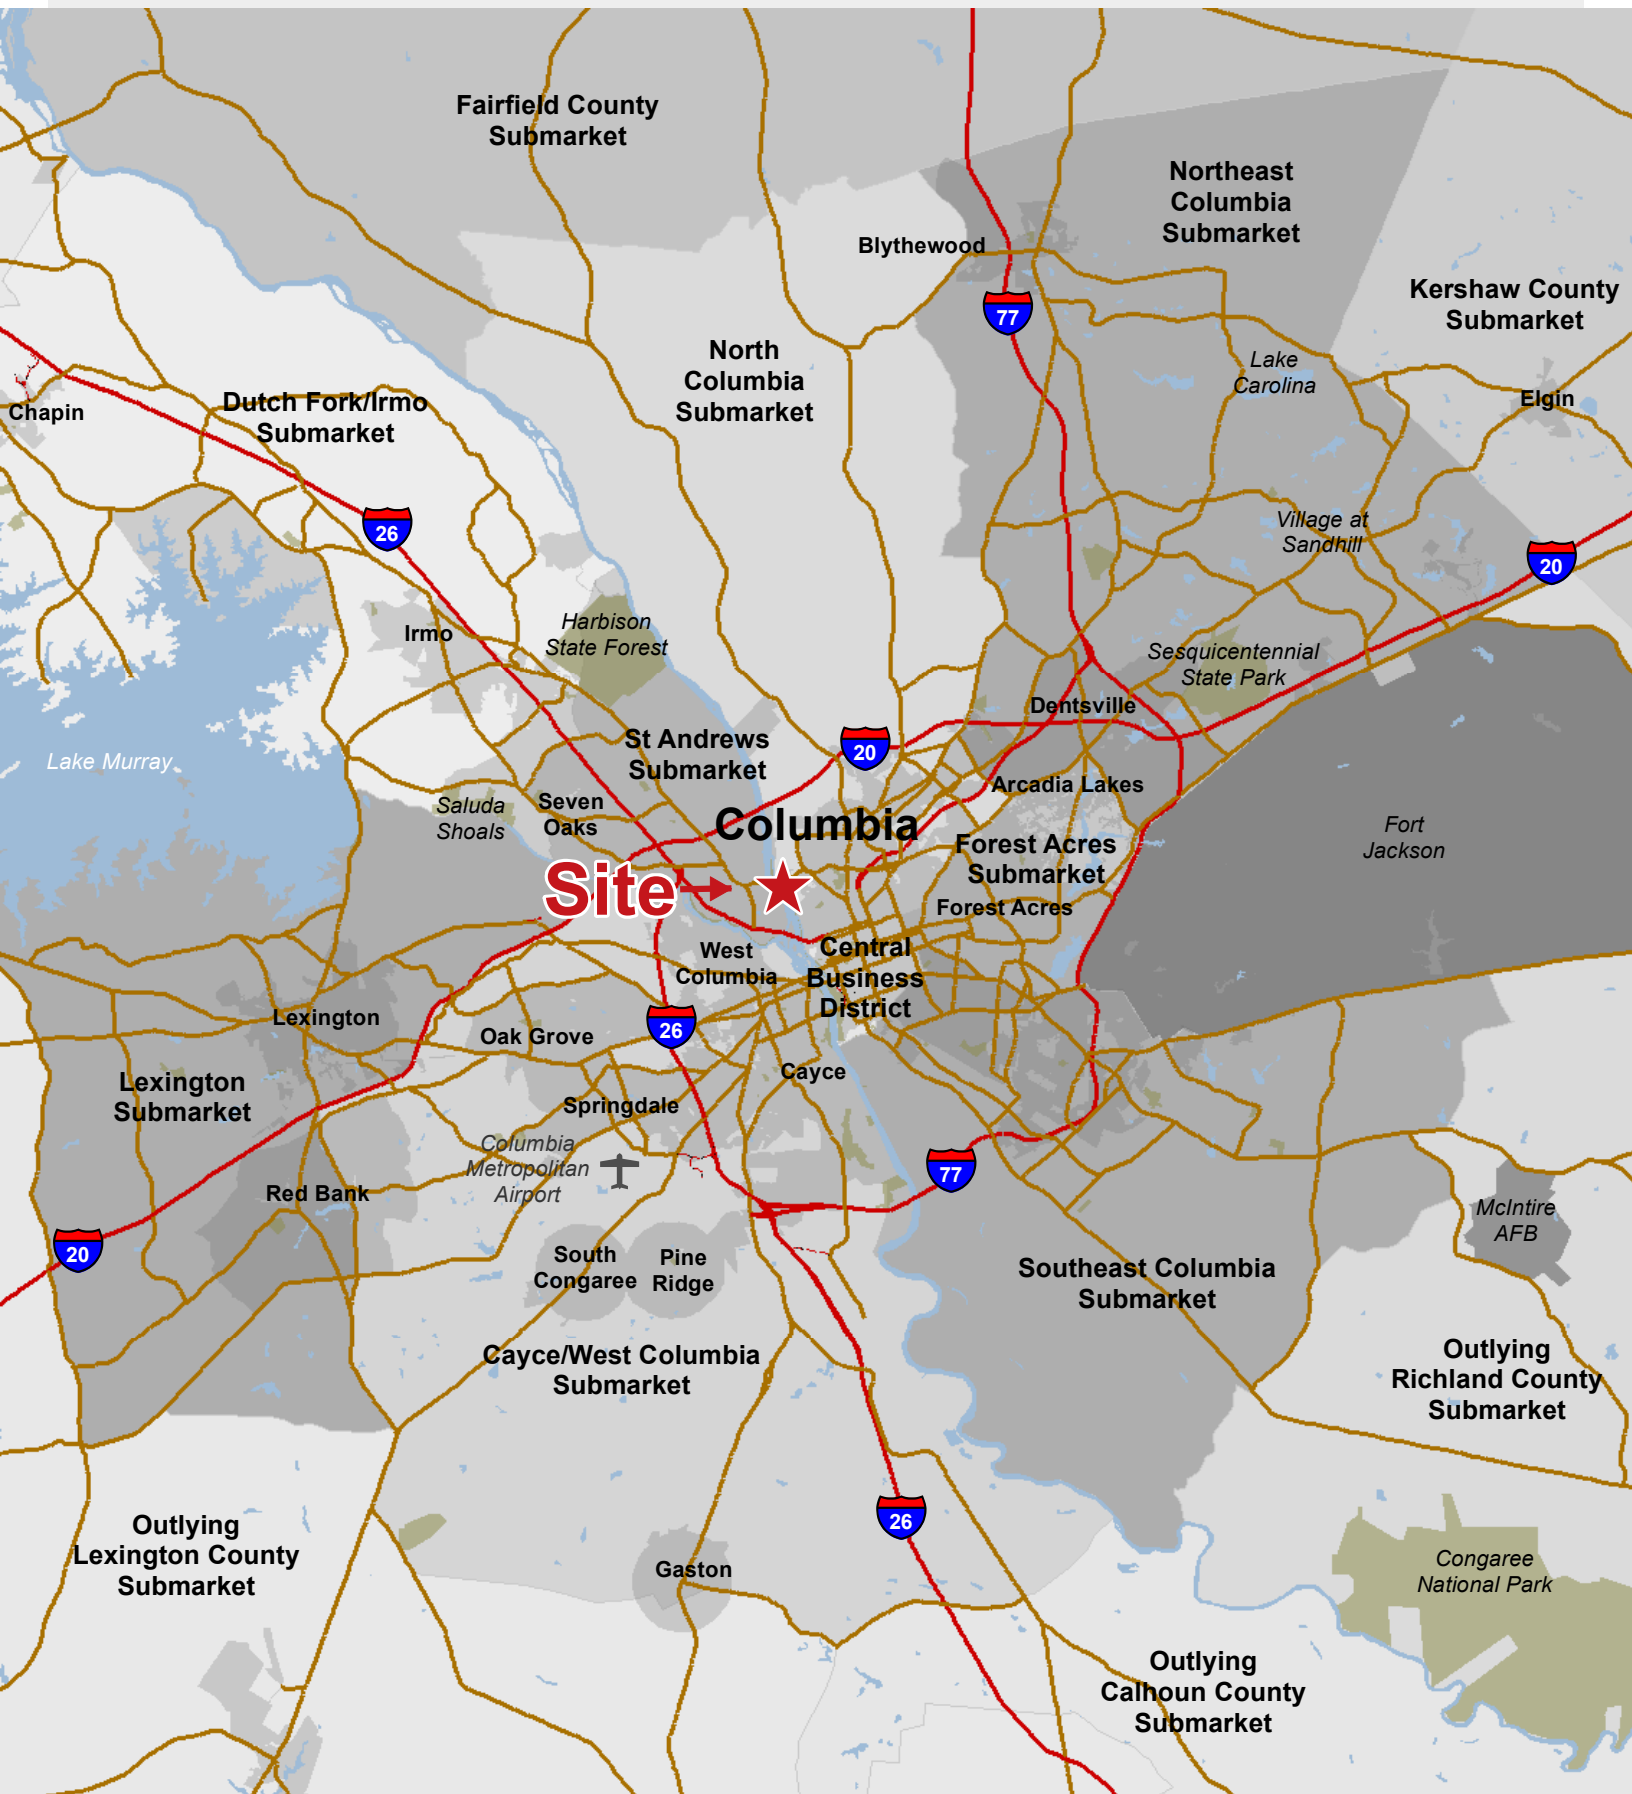 Fairfield County
Submarket
Northeast
Columbia
Submarket
Blythewood
Kershaw County
Submarket
77
North
Columbia
Submarket
Lake
Carolina
Elgin
Chapin
Dutch Fork/Irmo
Submarket
26
Village at
Sandhill
20
Harbison
State Forest
Irmo
Sesquicentennial
State Park
Dentsville
St Andrews
Submarket
20
Lake Murray
Arcadia Lakes
Saluda
Shoals
Seven
Oaks
Columbia
Forest Acres
Submarket
Fort
Jackson
Site
Forest Acres
West
Columbia
Central
Business
District
Lexington
Oak Grove
26
Cayce
Lexington
Submarket
Springdale
Columbia
Metropolitan
Airport
77
Red Bank
McIntire
AFB
20
South
Congaree
Pine
Ridge
Southeast Columbia
Submarket
Cayce/West Columbia
Submarket
Outlying
Richland County
Submarket
26
Outlying
Lexington County
Submarket
Gaston
Congaree
National Park
Outlying
Calhoun County
Submarket